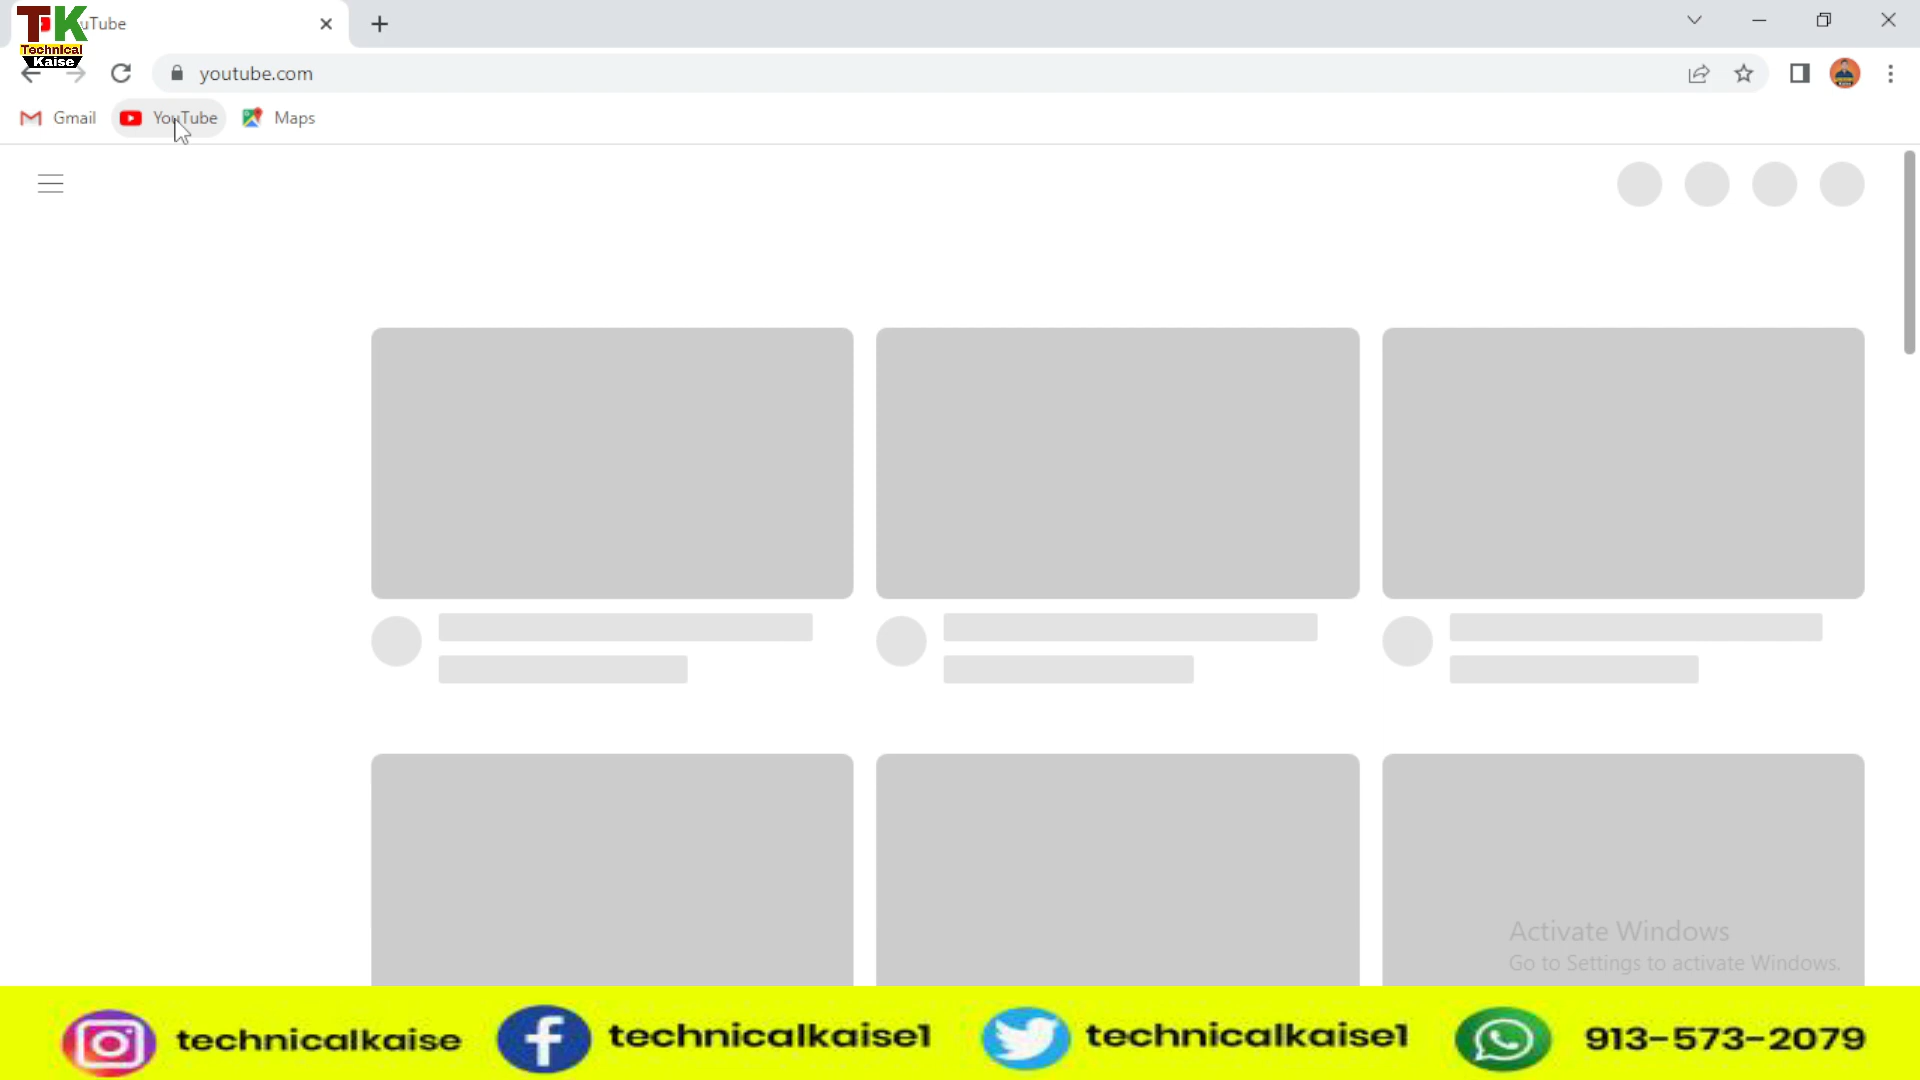 TK
Technical
Kaise
uTube
youtube.com
Gmail
YouTube
Maps
Activate Windows
Go to Settings to activate Windows.
technicalkaise
technicalkaise1
technicalkaise1
913-573-2079